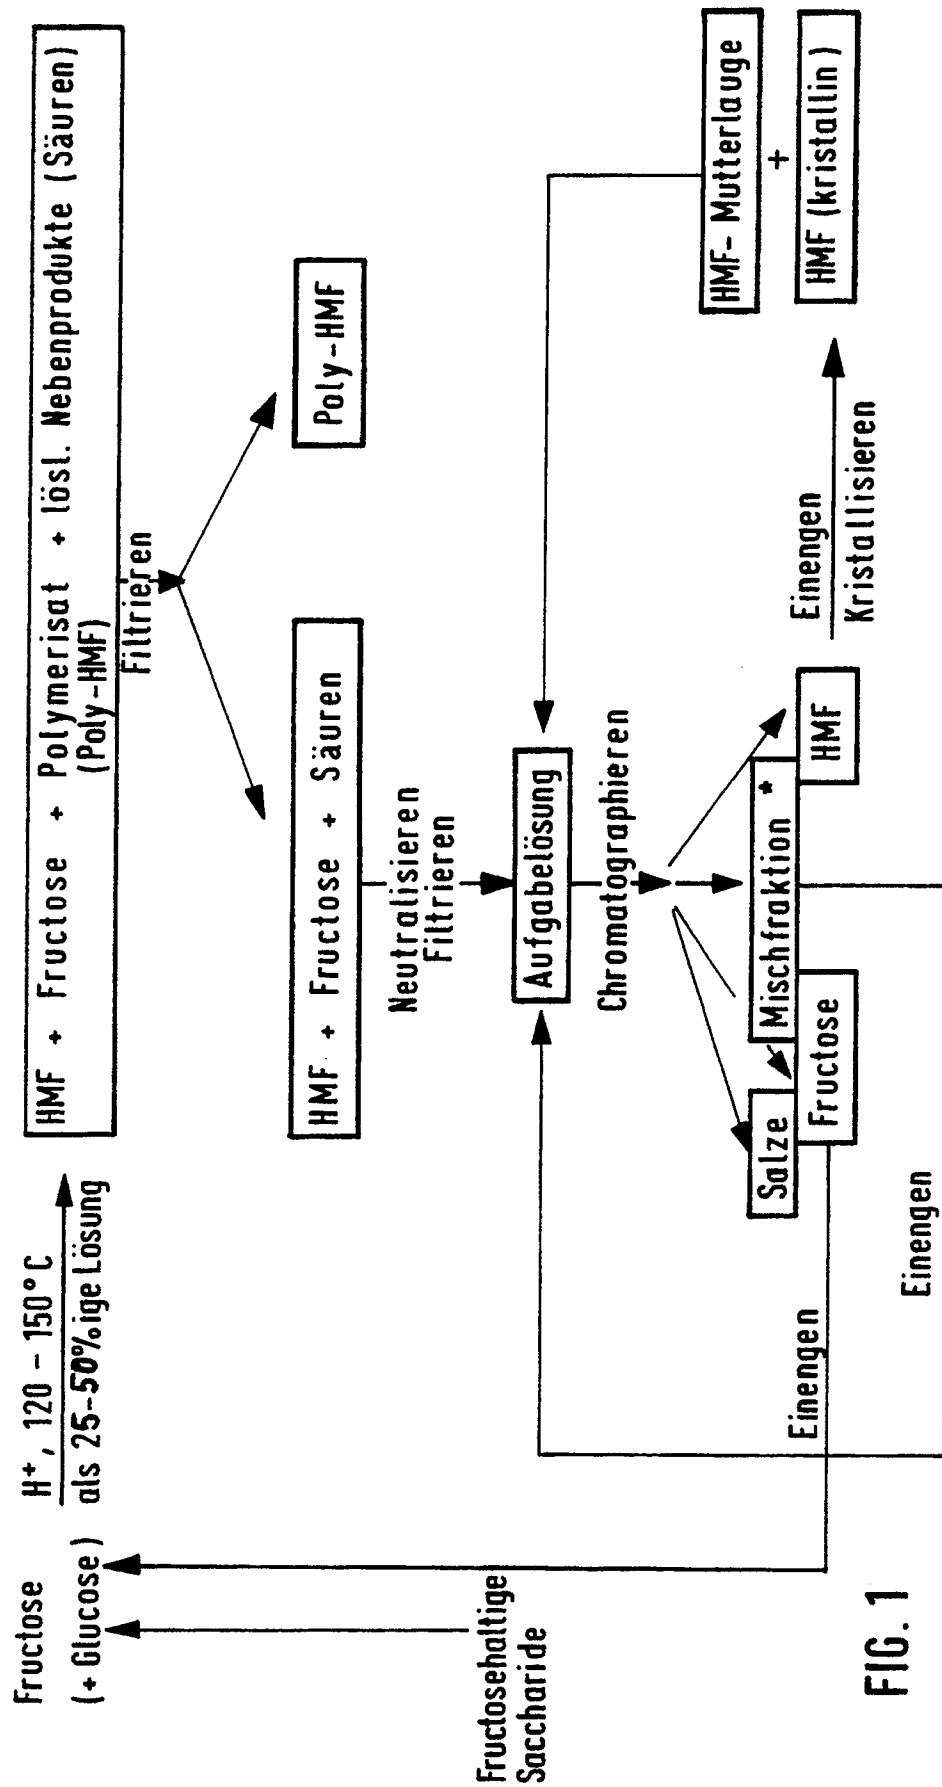 Fructose
(+ Glucose)
H⁺, 120 – 150° C
als 25–50%ige Lösung
HMF + Fructose + Polymerisat + lösl. Nebenprodukte (Säuren)
(Poly-HMF)
Filtrieren
HMF + Fructose + Säuren
Poly-HMF
Neutralisieren
Filtrieren
Fructosehaltige
Saccharide
Aufgabelösung
Chromatographieren
Salze
Mischfraktion *
Fructose
HMF
Einengen
Kristallisieren
HMF- Mutterlauge
+
HMF (kristallin)
Einengen
Einengen
FIG. 1